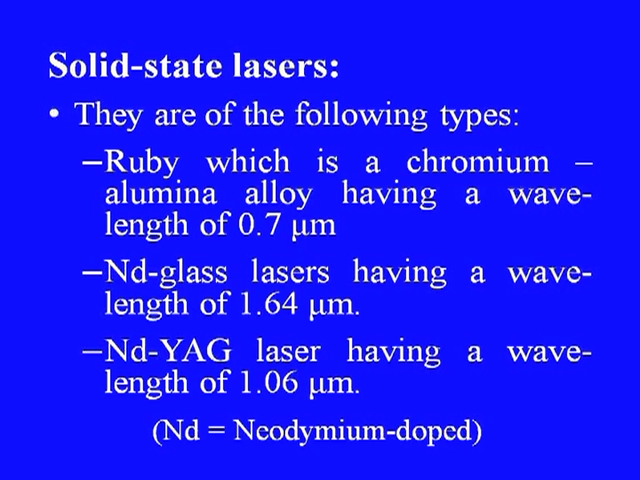 Solid-state lasers:
• They are of the following types:
–Ruby which is a chromium –
alumina alloy having a wave-
length of 0.7 μm
–Nd-glass lasers having a wave-
length of 1.64 μm.
–Nd-YAG laser having a wave-
length of 1.06 μm.
(Nd = Neodymium-doped)